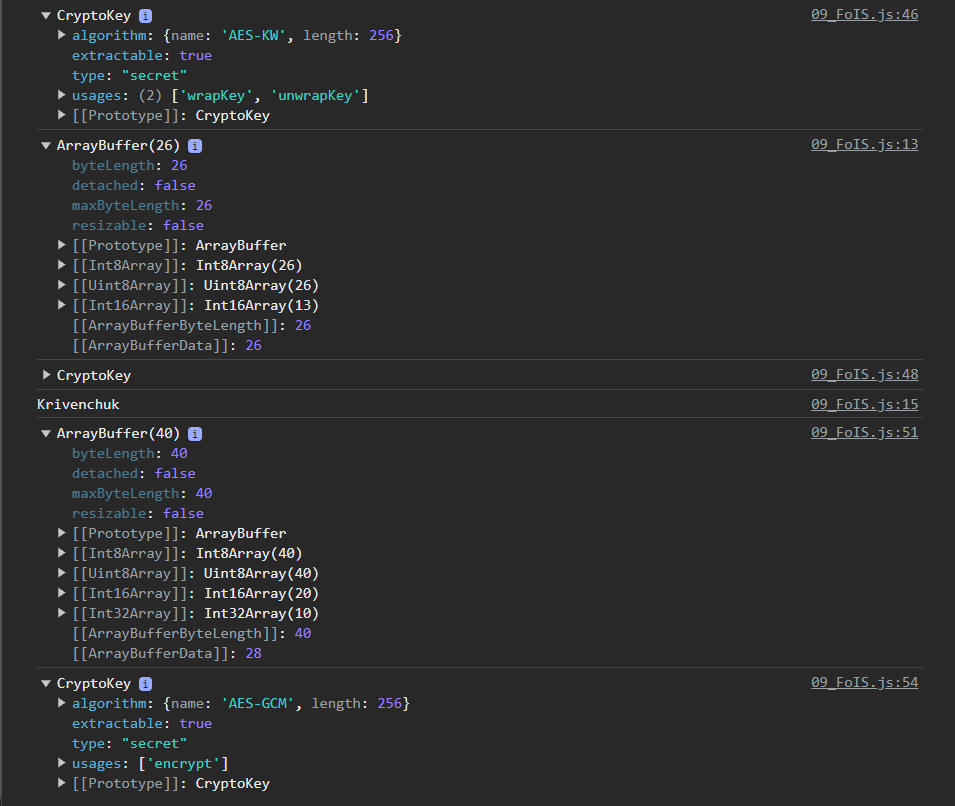 CryptoKey i 09_FoIS.js:46
algorithm: {name: 'AES-KW', length: 256}
extractable: true
type: "secret"
usages: (2) ['wrapKey', 'unwrapKey']
[[Prototype]]: CryptoKey
ArrayBuffer(26) i 09_FoIS.js:13
byteLength: 26
detached: false
maxByteLength: 26
resizable: false
[[Prototype]]: ArrayBuffer
[[Int8Array]]: Int8Array(26)
[[Uint8Array]]: Uint8Array(26)
[[Int16Array]]: Int16Array(13)
[[ArrayBufferByteLength]]: 26
[[ArrayBufferData]]: 26
CryptoKey 09_FoIS.js:48
Krivenchuk 09_FoIS.js:15
ArrayBuffer(40) i 09_FoIS.js:51
byteLength: 40
detached: false
maxByteLength: 40
resizable: false
[[Prototype]]: ArrayBuffer
[[Int8Array]]: Int8Array(40)
[[Uint8Array]]: Uint8Array(40)
[[Int16Array]]: Int16Array(20)
[[Int32Array]]: Int32Array(10)
[[ArrayBufferByteLength]]: 40
[[ArrayBufferData]]: 28
CryptoKey i 09_FoIS.js:54
algorithm: {name: 'AES-GCM', length: 256}
extractable: true
type: "secret"
usages: ['encrypt']
[[Prototype]]: CryptoKey